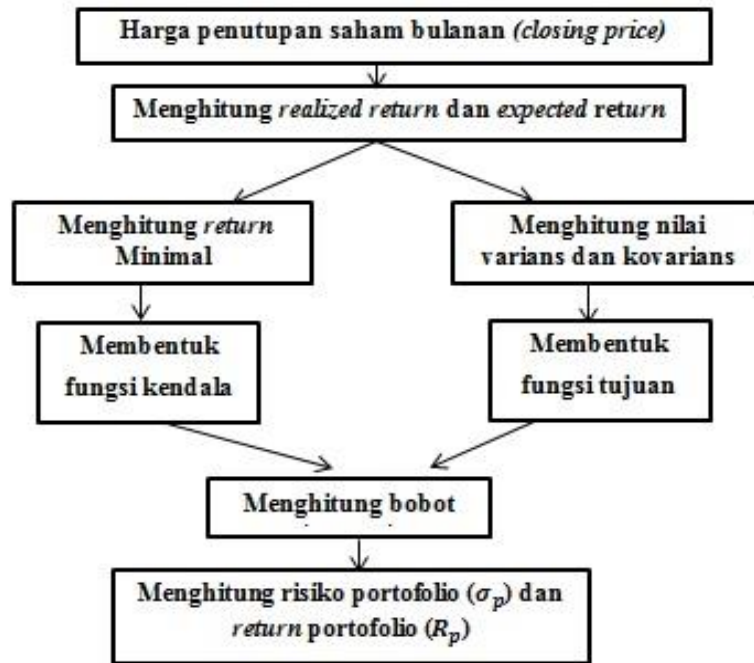 Harga penutupan saham bulanan (closing price)
Menghitung realized return dan expected return
Menghitung return
Minimal
Menghitung nilai
varians dan kovarians
Membentuk
fungsi kendala
Membentuk
fungsi tujuan
Menghitung bobot
Menghitung risiko portofolio (σₚ) dan
return portofolio (Rₚ)